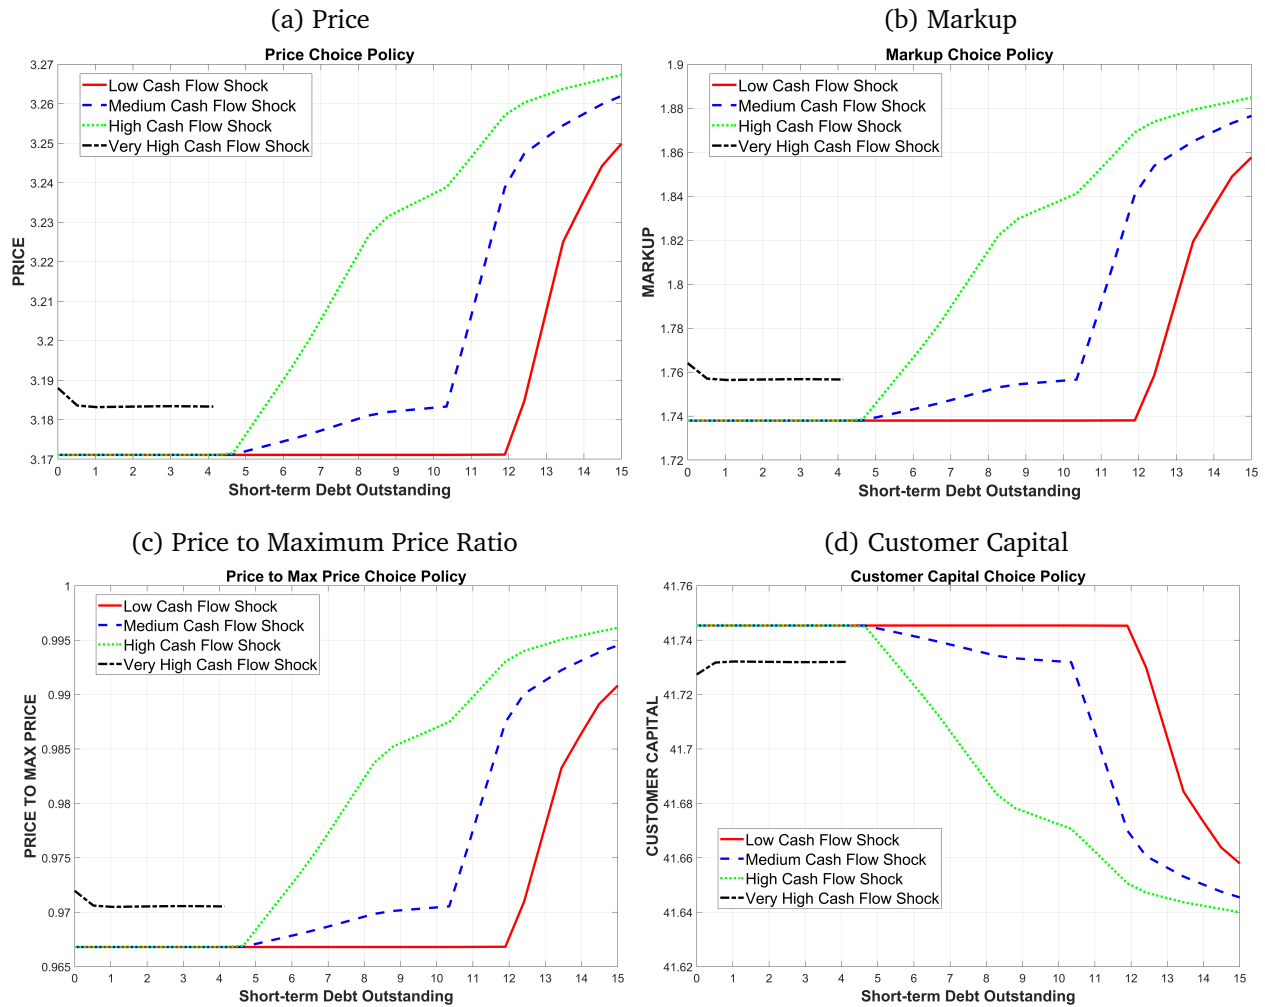 (a) Price
Price Choice Policy
3.27
3.26
3.25
3.24
3.23
3.22
3.21
3.2
3.19
3.18
3.17
PRICE
Low Cash Flow Shock
Medium Cash Flow Shock
High Cash Flow Shock
Very High Cash Flow Shock
0 1 2 3 4 5 6 7 8 9 10 11 12 13 14 15
Short-term Debt Outstanding
(b) Markup
Markup Choice Policy
1.9
1.88
1.86
1.84
1.82
1.8
1.78
1.76
1.74
1.72
MARKUP
Low Cash Flow Shock
Medium Cash Flow Shock
High Cash Flow Shock
Very High Cash Flow Shock
0 1 2 3 4 5 6 7 8 9 10 11 12 13 14 15
Short-term Debt Outstanding
(c) Price to Maximum Price Ratio
Price to Max Price Choice Policy
1
0.995
0.99
0.985
0.98
0.975
0.97
0.965
PRICE TO MAX PRICE
Low Cash Flow Shock
Medium Cash Flow Shock
High Cash Flow Shock
Very High Cash Flow Shock
0 1 2 3 4 5 6 7 8 9 10 11 12 13 14 15
Short-term Debt Outstanding
(d) Customer Capital
Customer Capital Choice Policy
41.76
41.74
41.72
41.7
41.68
41.66
41.64
41.62
CUSTOMER CAPITAL
Low Cash Flow Shock
Medium Cash Flow Shock
High Cash Flow Shock
Very High Cash Flow Shock
0 1 2 3 4 5 6 7 8 9 10 11 12 13 14 15
Short-term Debt Outstanding